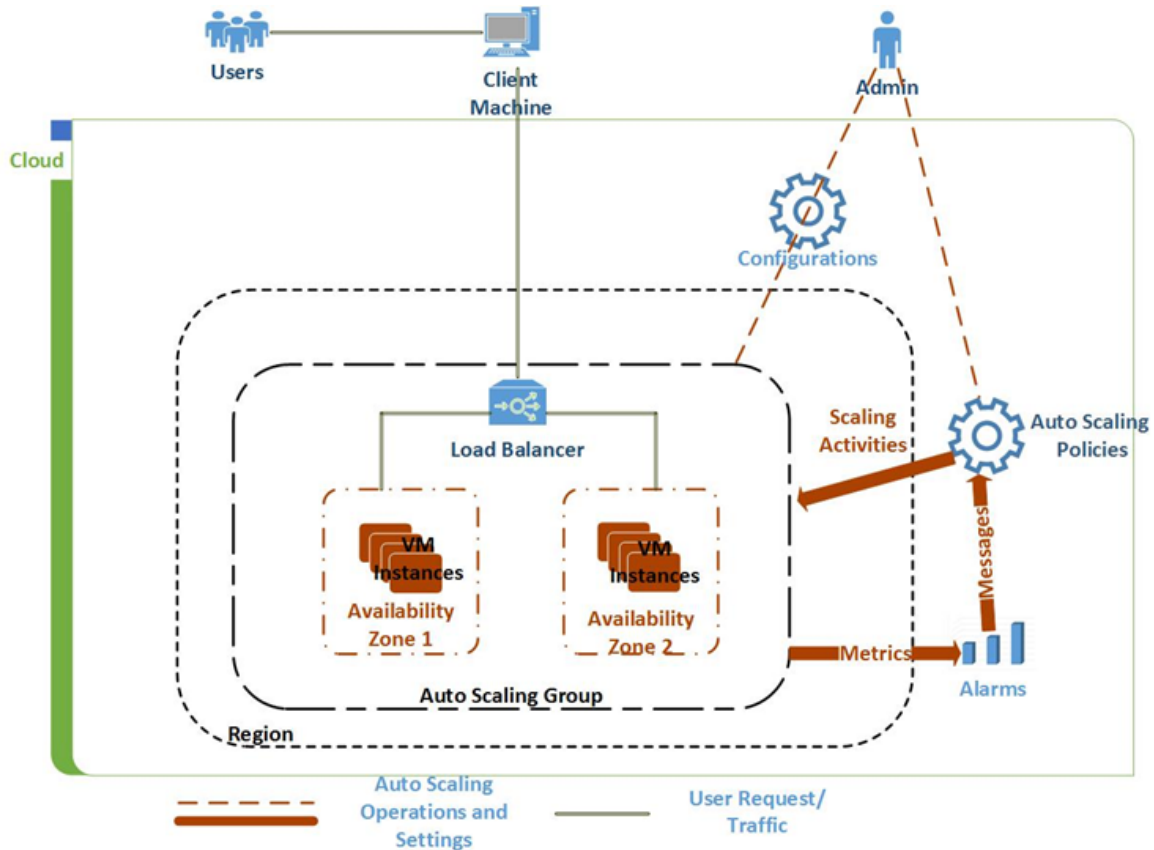 Users
Client
Machine
Admin
Cloud
Configurations
Load Balancer
Scaling
Activities
Auto Scaling
Policies
VM
Instances
Availability
Zone 1
VM
Instances
Availability
Zone 2
Messages
Metrics
Alarms
Auto Scaling Group
Region
Auto Scaling
Operations and
Settings
User Request/
Traffic